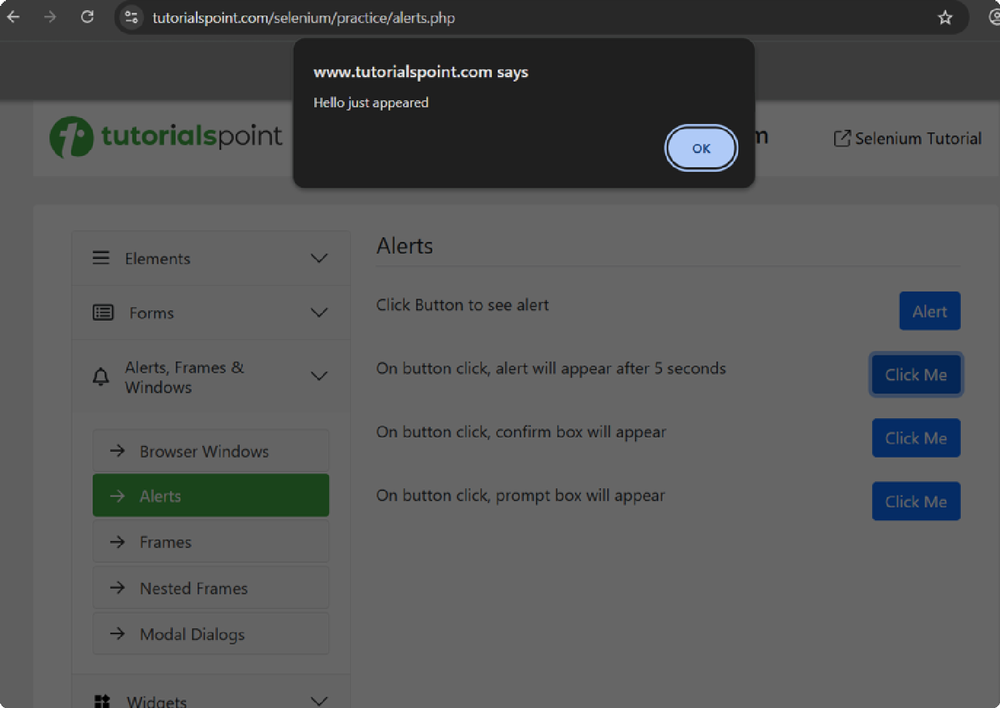 tutorialspoint.com/selenium/practice/alerts.php
www.tutorialspoint.com says
Hello just appeared
OK
tutorialspoint
Selenium Tutorial
Elements
Forms
Alerts, Frames &
Windows
Browser Windows
Alerts
Frames
Nested Frames
Modal Dialogs
Widgets
Alerts
Click Button to see alert
Alert
On button click, alert will appear after 5 seconds
Click Me
On button click, confirm box will appear
Click Me
On button click, prompt box will appear
Click Me